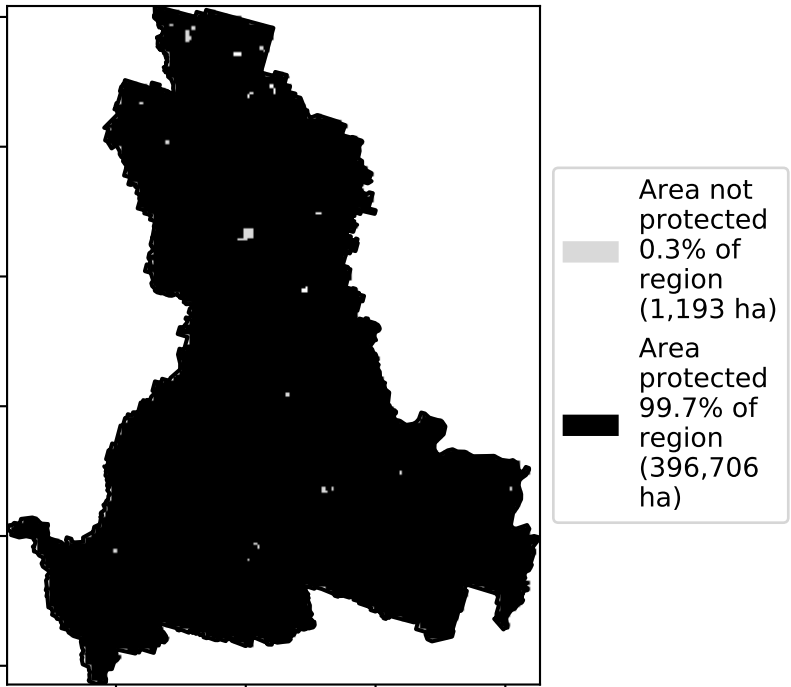 Area not
protected
0.3% of
region
(1,193 ha)
Area
protected
99.7% of
region
(396,706
ha)